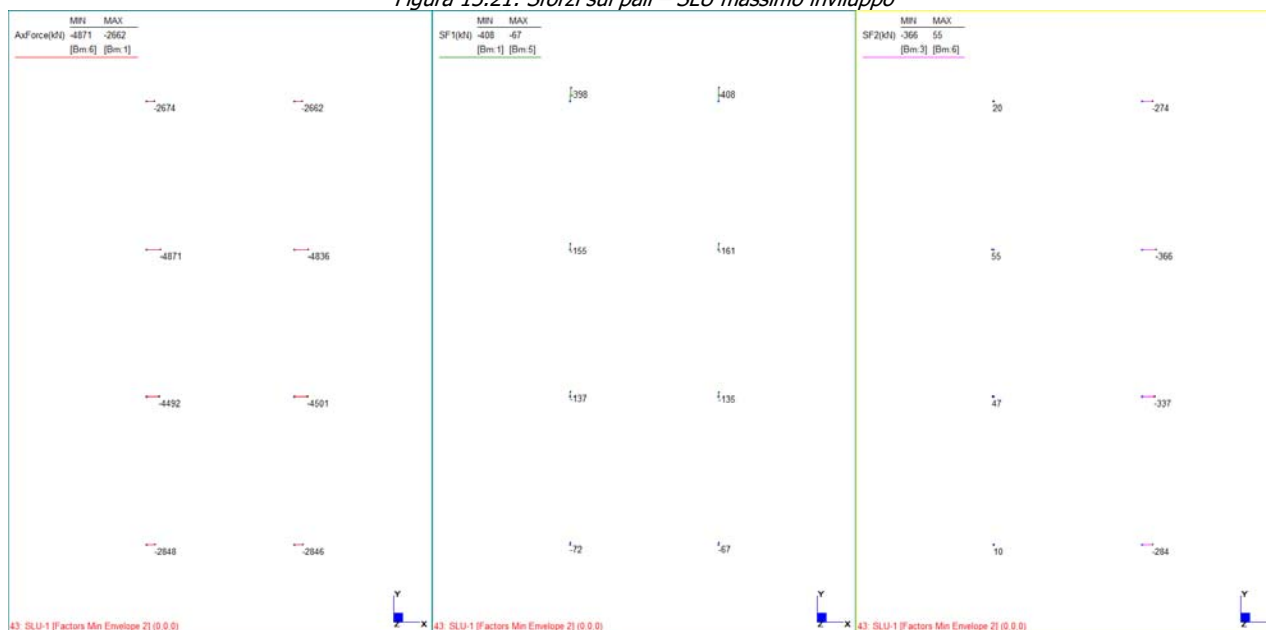 Figura 15.21. Sforzi sui pali – SLU massimo inviluppo
MIN MAX
AxForce(kN) -4871 -2662
[Bm:6] [Bm:1]
-2674
-2662
-4871
-4836
-4492
-4501
-2848
-2846
Y
Z X
43: SLU-1 [Factors Min Envelope 2] (0.0.0)
MIN MAX
SF1(kN) -408 -67
[Bm:1] [Bm:5]
-398
-408
-155
-161
-137
-135
-72
-67
Y
Z X
43: SLU-1 [Factors Min Envelope 2] (0.0.0)
MIN MAX
SF2(kN) -366 55
[Bm:3] [Bm:6]
20
-274
55
-366
47
-337
10
-284
Y
Z
43: SLU-1 [Factors Min Envelope 2] (0.0.0)